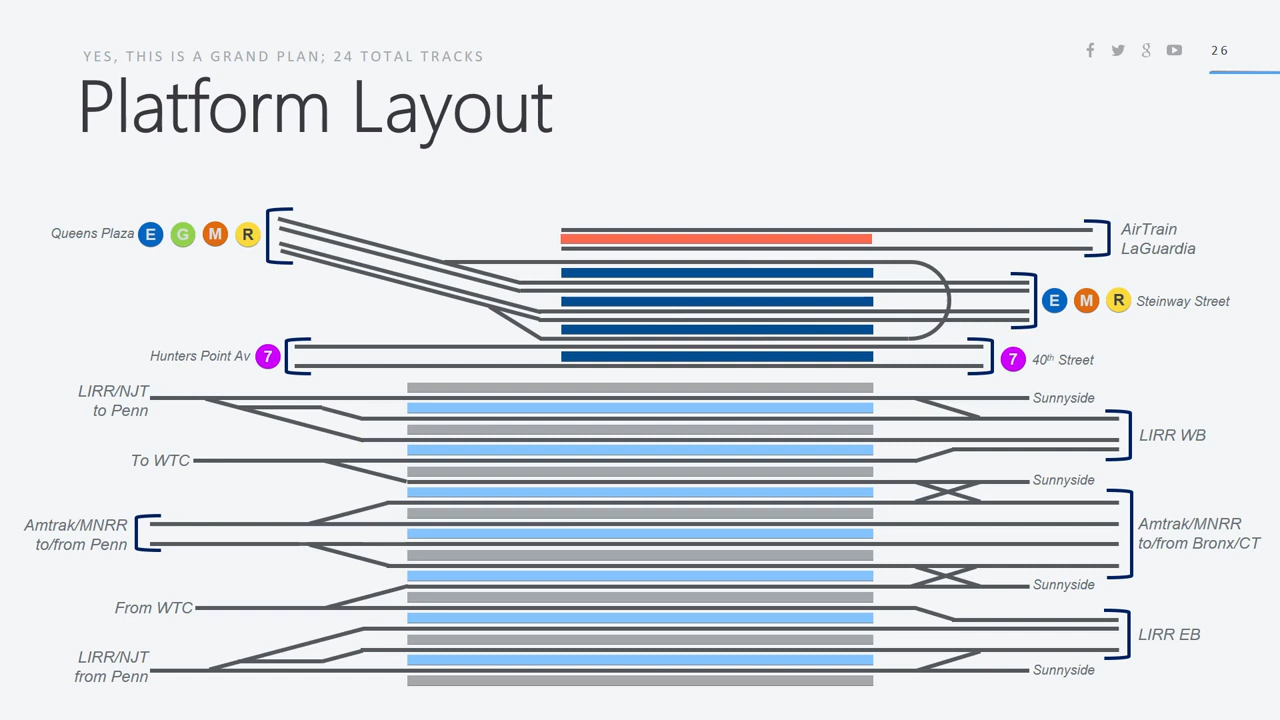 YES, THIS IS A GRAND PLAN; 24 TOTAL TRACKS
26
Platform Layout
Queens Plaza E G M R
AirTrain
LaGuardia
E M R Steinway Street
Hunters Point Av 7
7 40th Street
LIRR/NJT
to Penn
Sunnyside
LIRR WB
To WTC
Sunnyside
Amtrak/MNRR
to/from Penn
Amtrak/MNRR
to/from Bronx/CT
Sunnyside
From WTC
LIRR EB
LIRR/NJT
from Penn
Sunnyside